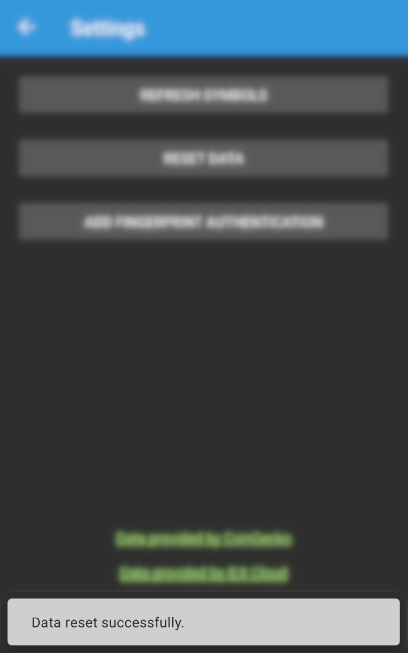 Settings
REFRESH SYMBOLS
RESET DATA
ADD FINGERPRINT AUTHENTICATION
Data provided by CoinGecko
Data provided by IEX Cloud
Data reset successfully.